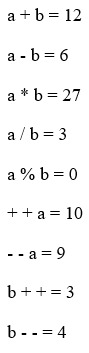 a + b = 12
a - b = 6
a * b = 27
a / b = 3
a % b = 0
+ + a = 10
- - a = 9
b + + = 3
b - - = 4